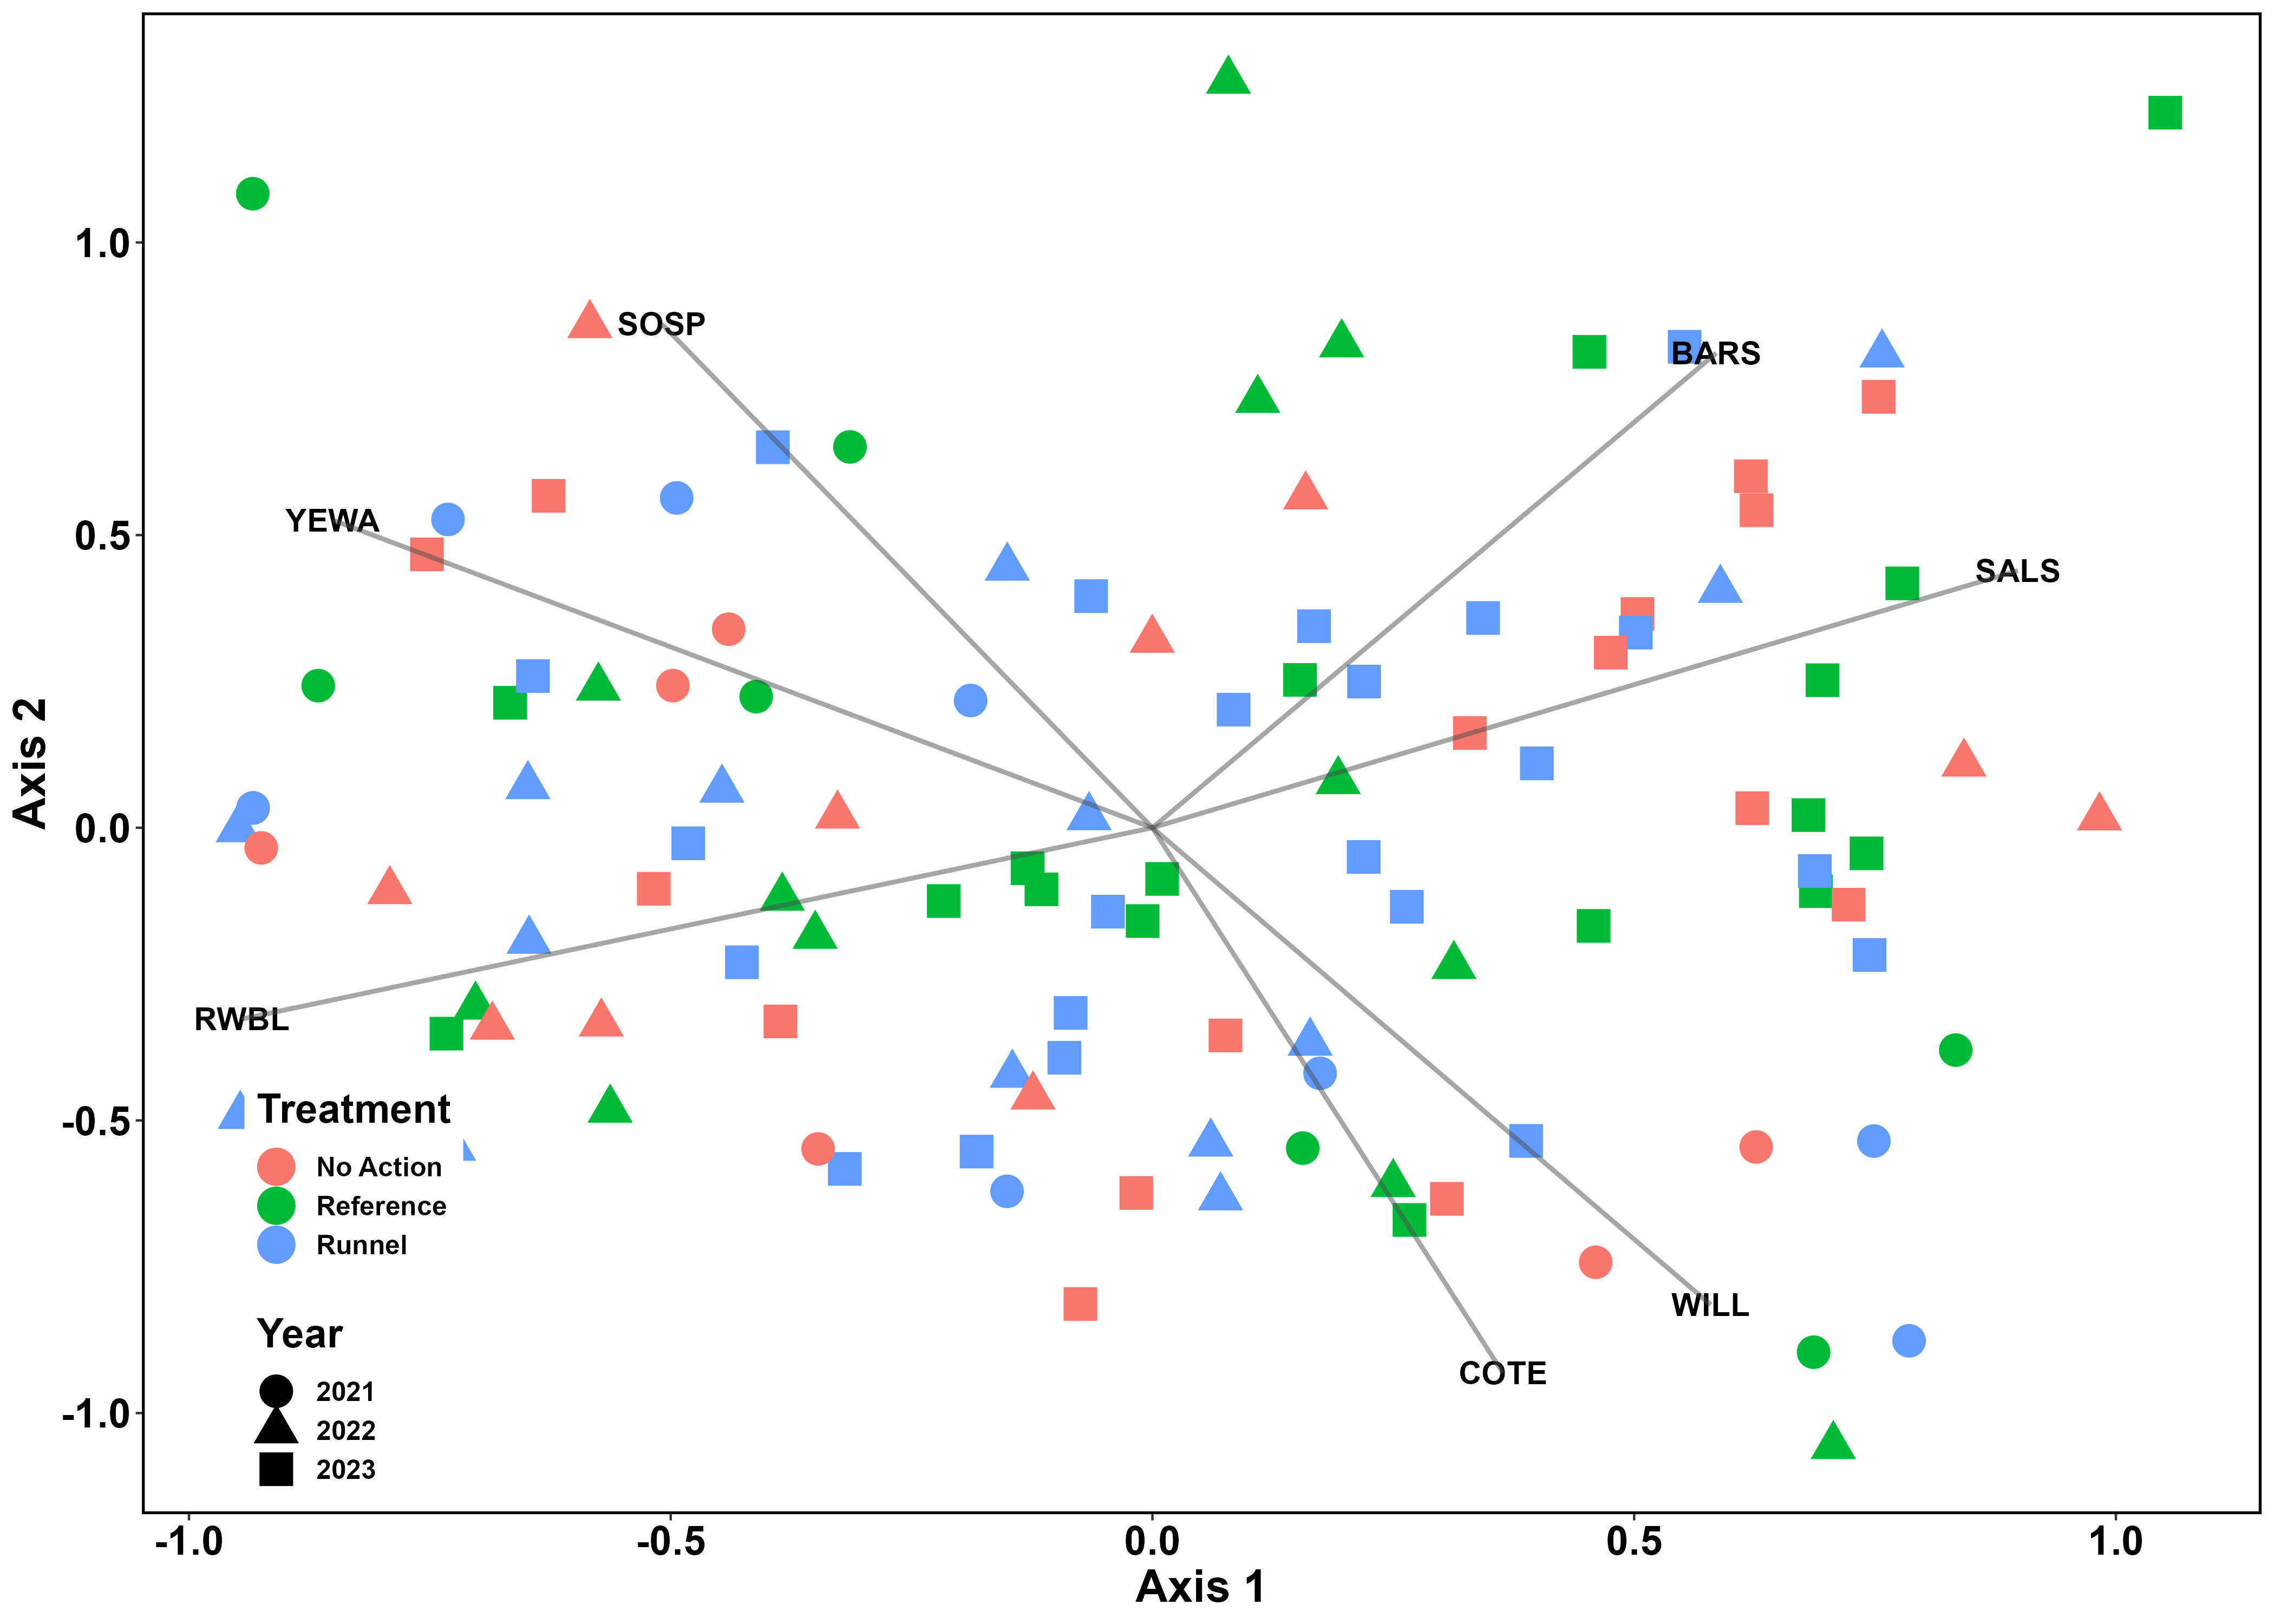 SOSP
BARS
YEWA
SALS
RWBL
WILL
COTE
Axis 2
1.0
0.5
0.0
-0.5
-1.0
Treatment
No Action
Reference
Runnel
Year
2021
2022
2023
-1.0 -0.5 0.0 0.5 1.0
Axis 1